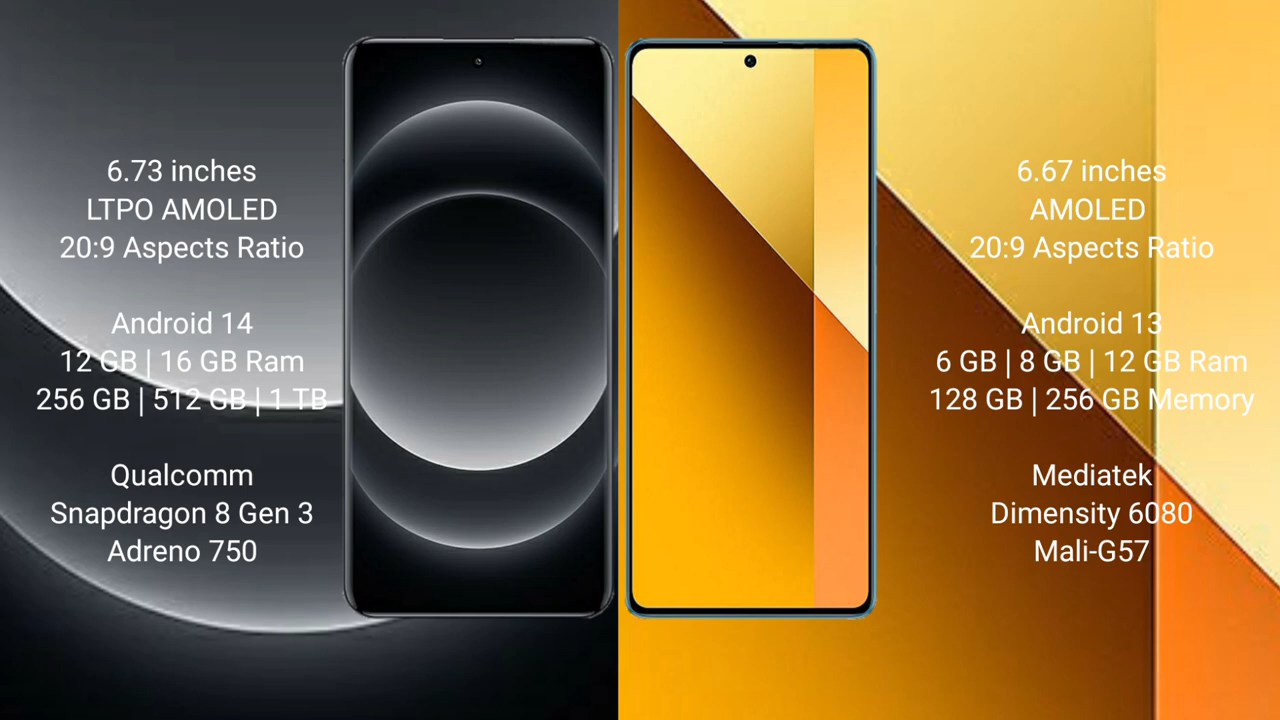 6.73 inches
LTPO AMOLED
20:9 Aspects Ratio
Android 14
12 GB | 16 GB Ram
256 GB | 512 GB | 1 TB
Qualcomm
Snapdragon 8 Gen 3
Adreno 750
6.67 inches
AMOLED
20:9 Aspects Ratio
Android 13
6 GB | 8 GB | 12 GB Ram
128 GB | 256 GB Memory
Mediatek
Dimensity 6080
Mali-G57